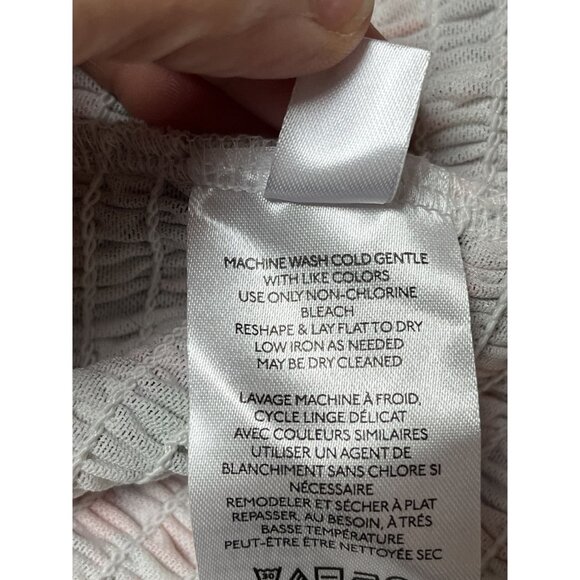 MACHINE WASH COLD GENTLE
WITH LIKE COLORS
USE ONLY NON-CHLORINE
BLEACH
RESHAPE & LAY FLAT TO DRY
LOW IRON AS NEEDED
MAY BE DRY CLEANED
LAVAGE MACHINE À FROID,
CYCLE LINGE DÉLICAT
AVEC COULEURS SIMILAIRES
UTILISER UN AGENT DE
BLANCHIMENT SANS CHLORE SI
NÉCESSAIRE
REMODELER ET SÉCHER À PLAT
REPASSER, AU BESOIN, À TRÉS
BASSE TEMPÉRATURE
PEUT-ÊTRE ÊTRE NETTOYÉE SEC
30